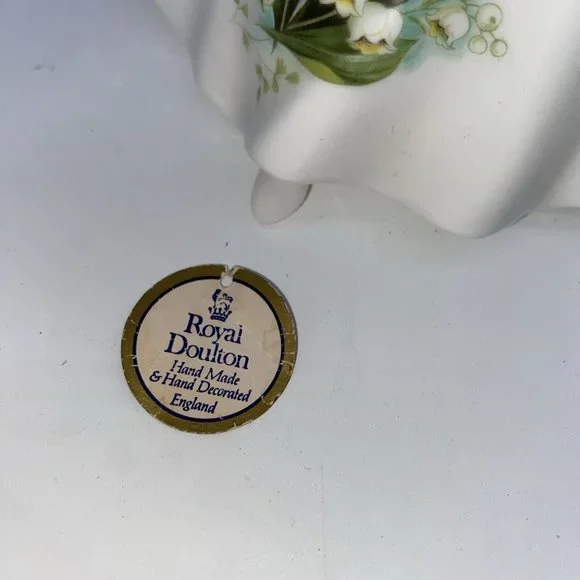 Royal
Doulton
Hand Made
& Hand Decorated
England